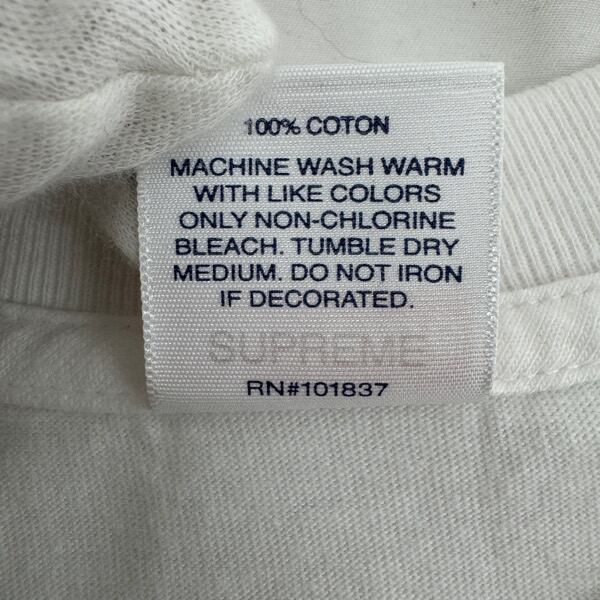 100% COTON
MACHINE WASH WARM
WITH LIKE COLORS
ONLY NON-CHLORINE
BLEACH. TUMBLE DRY
MEDIUM. DO NOT IRON
IF DECORATED.
SUPREME
RN#101837